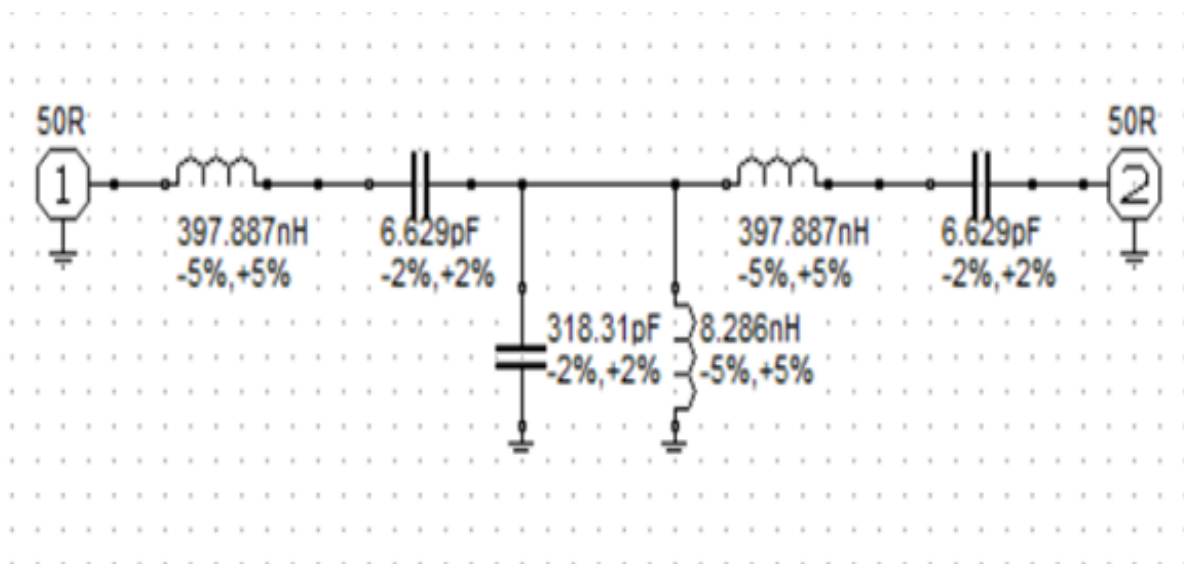 50R
50R
1
2
397.887nH
-5%,+5%
6.629pF
-2%,+2%
397.887nH
-5%,+5%
6.629pF
-2%,+2%
318.31pF
-2%,+2%
8.286nH
-5%,+5%